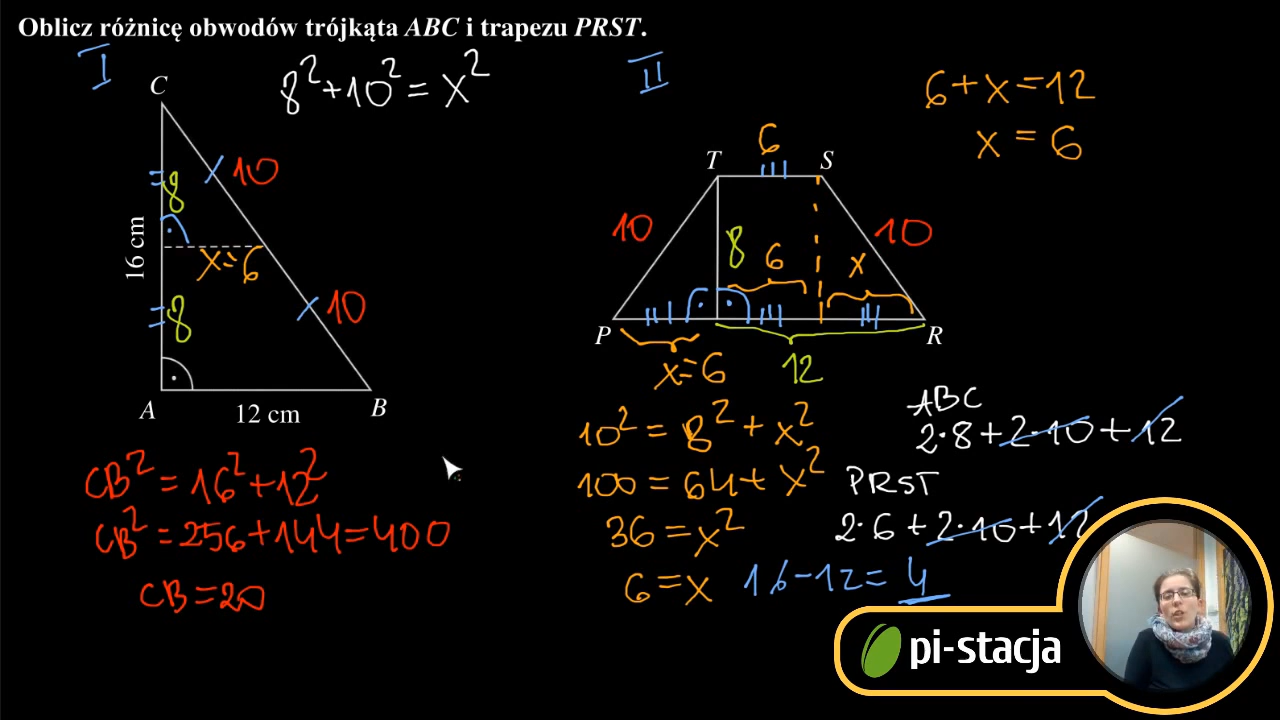 Oblicz różnicę obwodów trójkąta ABC i trapezu PRST.
I
8²+10²=x²
C
10
8
16 cm
x=6
8
10
A
12 cm
B
CB²=16²+12²
CB²=256+144=400
CB=20
II
6+x=12
x=6
6
T
S
10
8
6
x
10
P
R
x=6
12
10²=8²+x²
100=64+x²
36=x²
6=x
ABC
2·8+2·10+12
PRST
2·6+2·10+12
16-12=4
pi-stacja